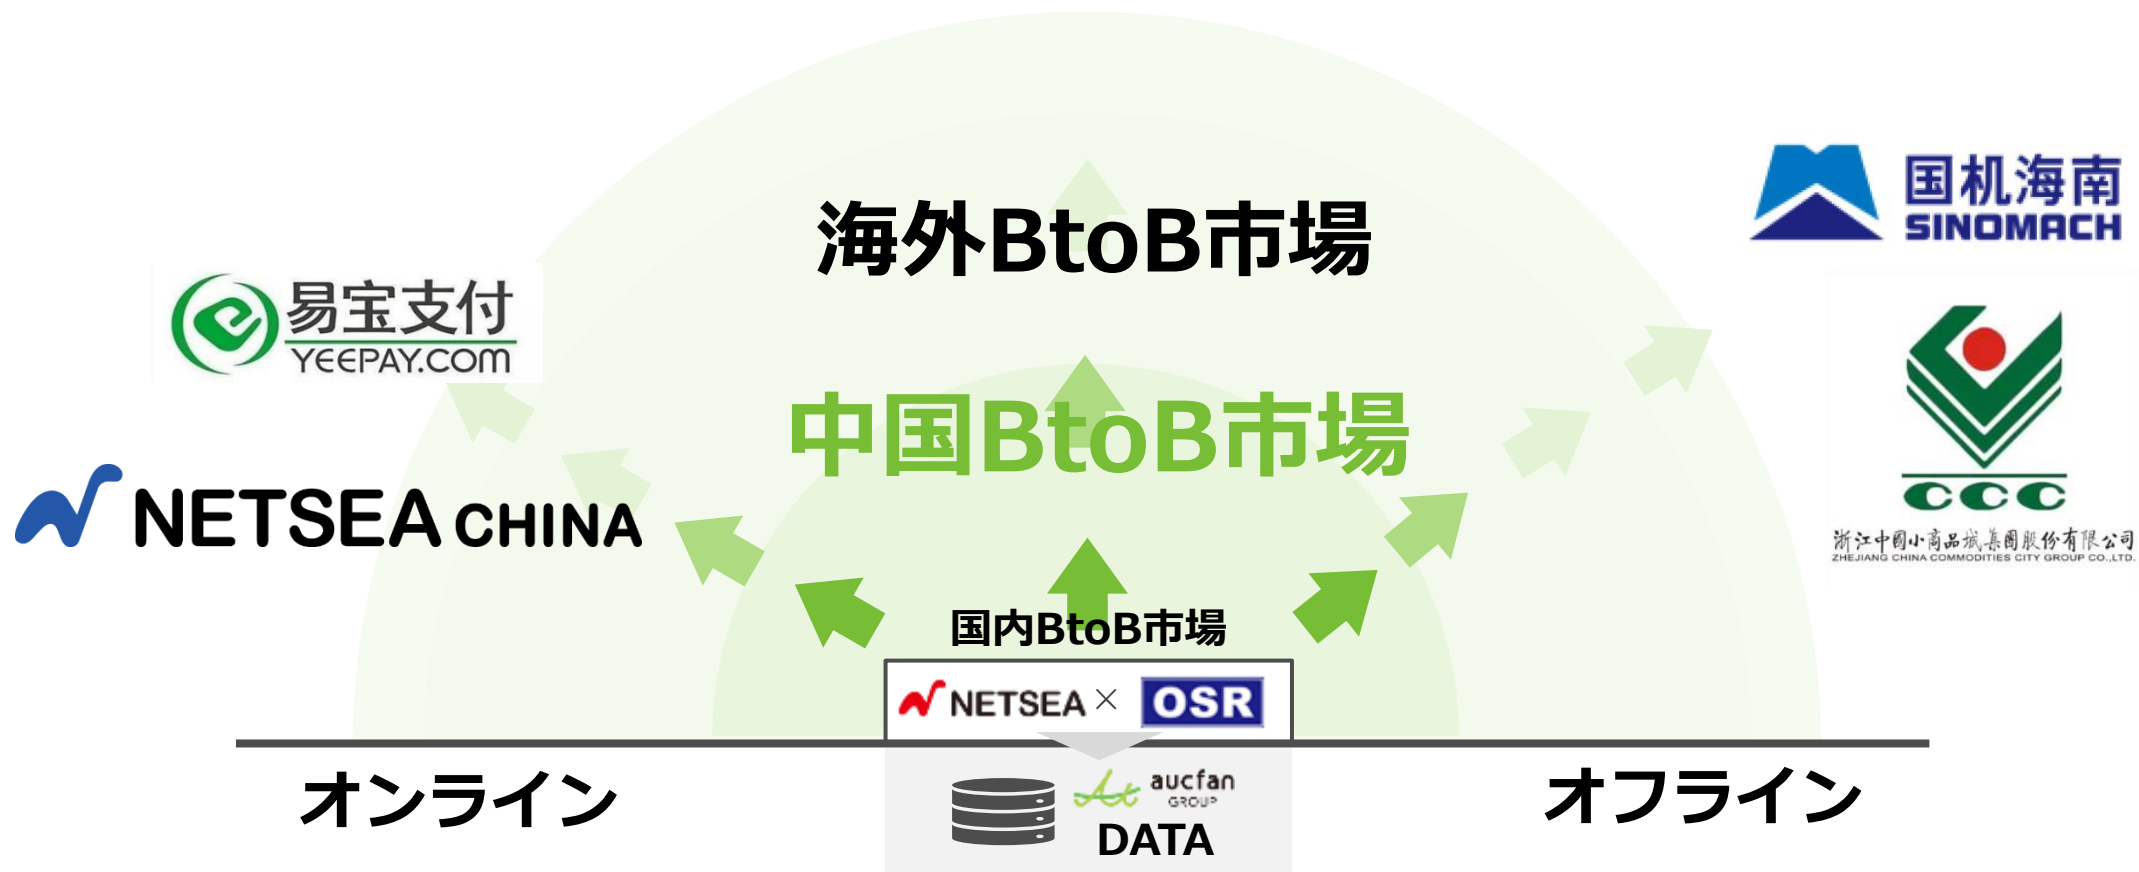 海外BtoB市場
国机海南
SINOMACH
易宝支付
YEEPAY.COM
中国BtoB市場
NETSEA CHINA
CCC
浙江中國小商品城集團股份有限公司
ZHEJIANG CHINA COMMODITIES CITY GROUP CO.,LTD.
国内BtoB市場
NETSEA × OSR
オンライン
オフライン
aucfan
GROUP
DATA